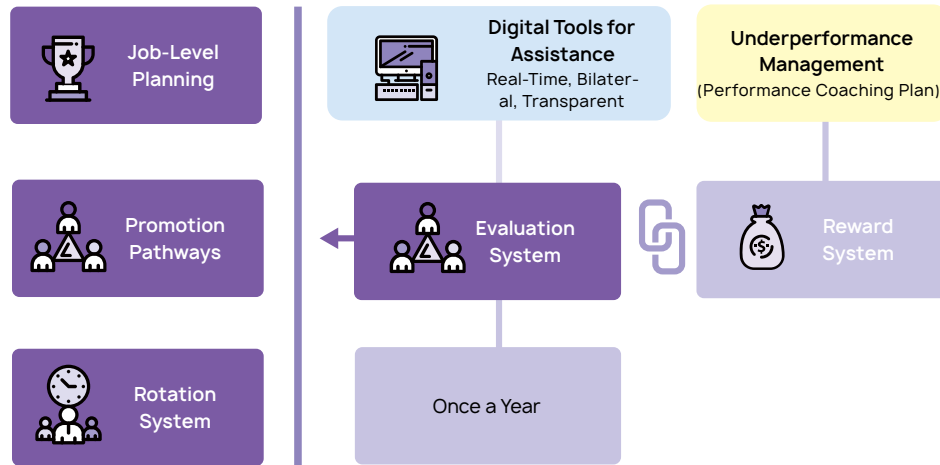 Job-Level
Planning
Digital Tools for
Assistance
Real-Time, Bilater-
al, Transparent
Underperformance
Management
(Performance Coaching Plan)
Promotion
Pathways
Evaluation
System
Reward
System
Rotation
System
Once a Year